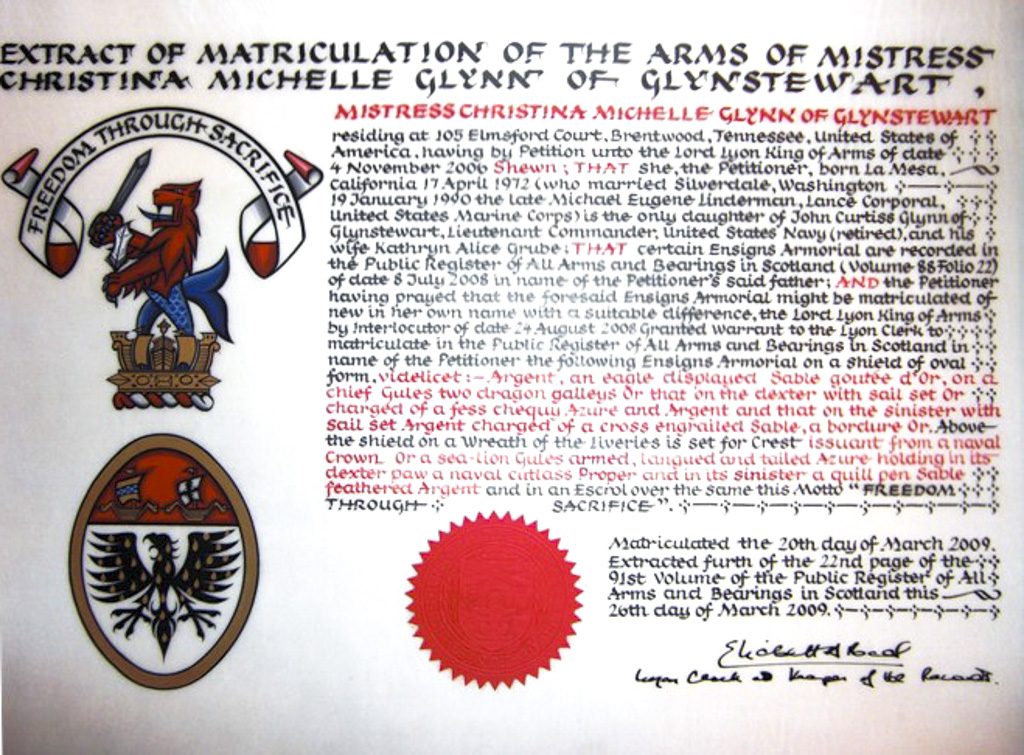 EXTRACT OF MATRICULATION OF THE ARMS OF MISTRESS
CHRISTINA MICHELLE GLYNN OF GLYNSTEWART,
FREEDOM THROUGH SACRIFICE
MISTRESS CHRISTINA MICHELLE GLYNN OF GLYNSTEWART
residing at 105 Elmsford Court, Brentwood, Tennessee, United States of
America, having by Petition unto the Lord Lyon King of Arms of date
4 November 2006 Shewn; THAT she, the Petitioner, born La Mesa,
California 17 April 1972 (who married Silverdale, Washington
19 January 1990 the late Michael Eugene Linderman, Lance Corporal,
United States Marine Corps) is the only daughter of John Curtiss Glynn of
Glynstewart, Lieutenant Commander, United States Navy (retired), and his
wife Kathryn Alice Grube; THAT certain Ensigns Armorial are recorded in
the Public Register of All Arms and Bearings in Scotland (Volume 88 Folio 22)
of date 8 July 2008 in name of the Petitioner's said father; AND the Petitioner
having prayed that the foresaid Ensigns Armorial might be matriculated of
new in her own name with a suitable difference, the Lord Lyon King of Arms
by Interlocutor of date 24 August 2008 Granted Warrant to the Lyon Clerk to
matriculate in the Public Register of All Arms and Bearings in Scotland in
name of the Petitioner the following Ensigns Armorial on a shield of oval
form, videlicet:- Argent, an eagle displayed Sable goutée d'Or, on a
chief Gules two dragon galleys Or that on the dexter with sail set Or
charged of a fess chequy Azure and Argent and that on the sinister with
sail set Argent charged of a cross engrailed Sable, a bordure Or. Above
the shield on a Wreath of the Liveries is set for Crest issuant from a naval
Crown Or a sea-lion Gules armed, langued and tailed Azure holding in its
dexter paw a naval cutlass Proper and in its sinister a quill pen Sable
feathered Argent and in an Escrol over the same this Motto "FREEDOM
THROUGH SACRIFICE".
Matriculated the 20th day of March 2009.
Extracted furth of the 22nd page of the
91st Volume of the Public Register of All
Arms and Bearings in Scotland this
26th day of March 2009.
Lyon Clerk and Keeper of the Records.